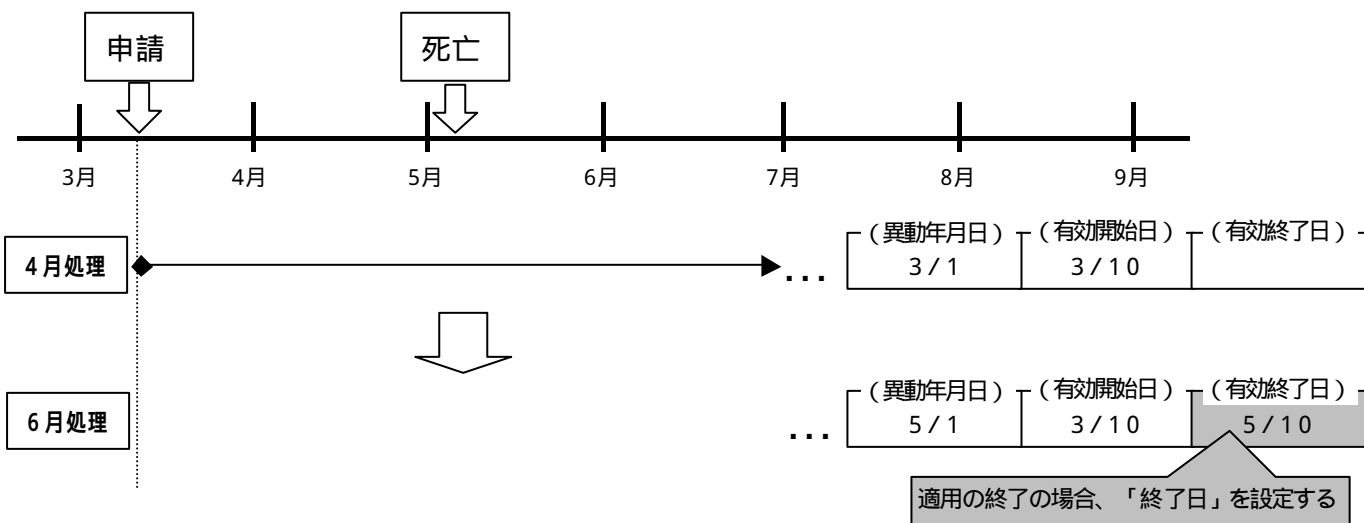 申請
死亡
3月 4月 5月 6月 7月 8月 9月
4月処理
... (異動年月日) (有効開始日) (有効終了日)
3/1 3/10
6月処理
... (異動年月日) (有効開始日) (有効終了日)
5/1 3/10 5/10
適用の終了の場合、「終了日」を設定する